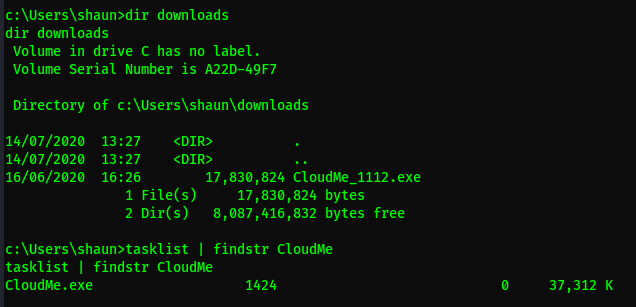 c:\Users\shaun>dir downloads
dir downloads
 Volume in drive C has no label.
 Volume Serial Number is A22D-49F7

 Directory of c:\Users\shaun\downloads

14/07/2020  13:27    <DIR>          .
14/07/2020  13:27    <DIR>          ..
16/06/2020  16:26        17,830,824 CloudMe_1112.exe
               1 File(s)     17,830,824 bytes
               2 Dir(s)   8,087,416,832 bytes free

c:\Users\shaun>tasklist | findstr CloudMe
tasklist | findstr CloudMe
CloudMe.exe                   1424                            0     37,312 K